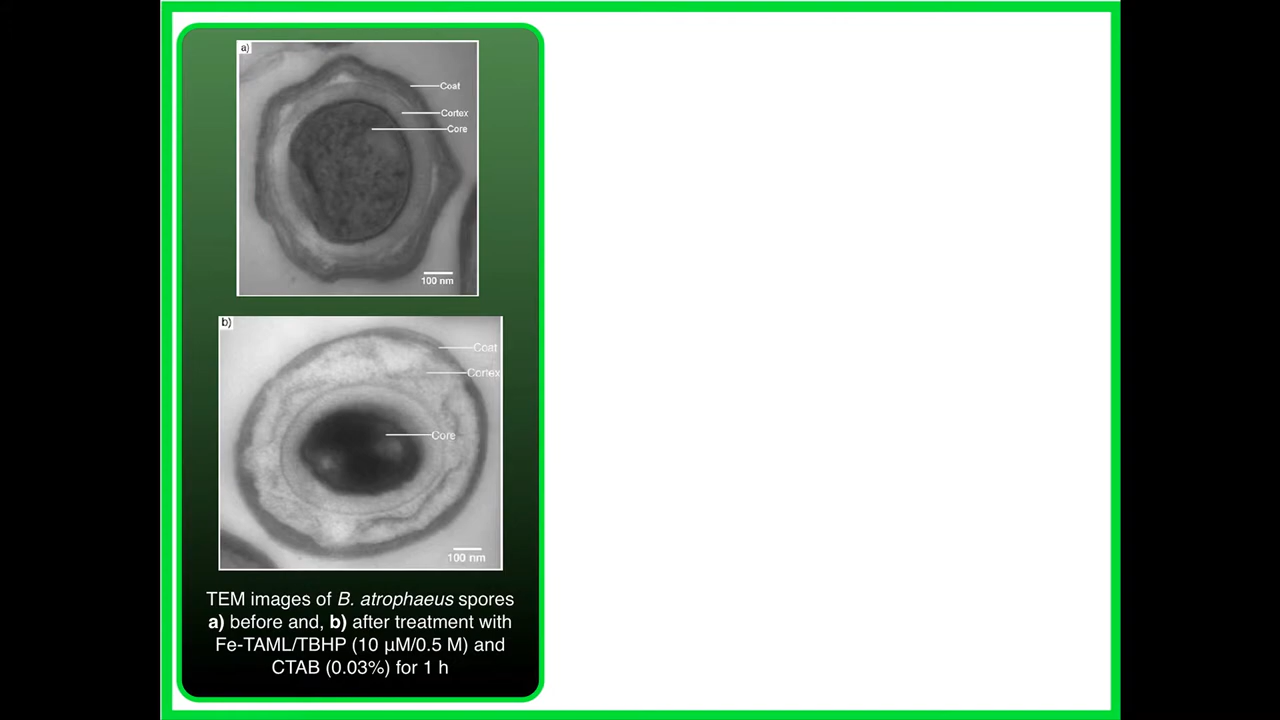 a)
Coat
Cortex
Core
100 nm
b)
Coat
Cortex
Core
100 nm
TEM images of B. atrophaeus spores
a) before and, b) after treatment with
Fe-TAML/TBHP (10 µM/0.5 M) and
CTAB (0.03%) for 1 h